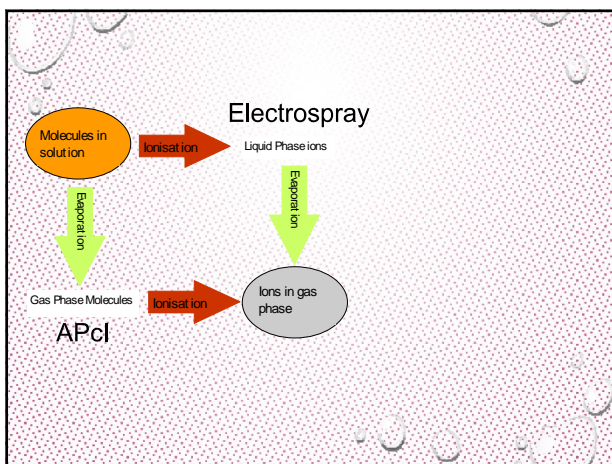 Electrospray
Molecules in
solution
Ionisation
Liquid Phase ions
Evaporation
Evaporation
Gas Phase Molecules
Ionisation
Ions in gas
phase
APcI